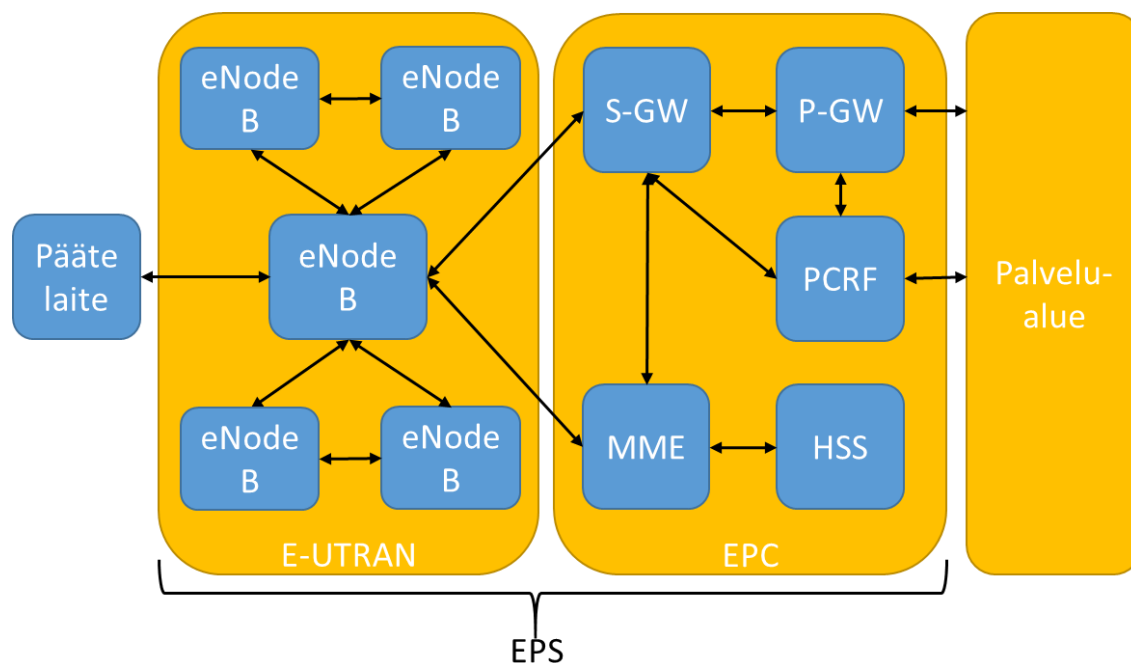 eNode
B
eNode
B
S-GW
P-GW
Pääte
laite
eNode
B
PCRF
Palvelu-
alue
eNode
B
eNode
B
MME
HSS
E-UTRAN
EPC
EPS